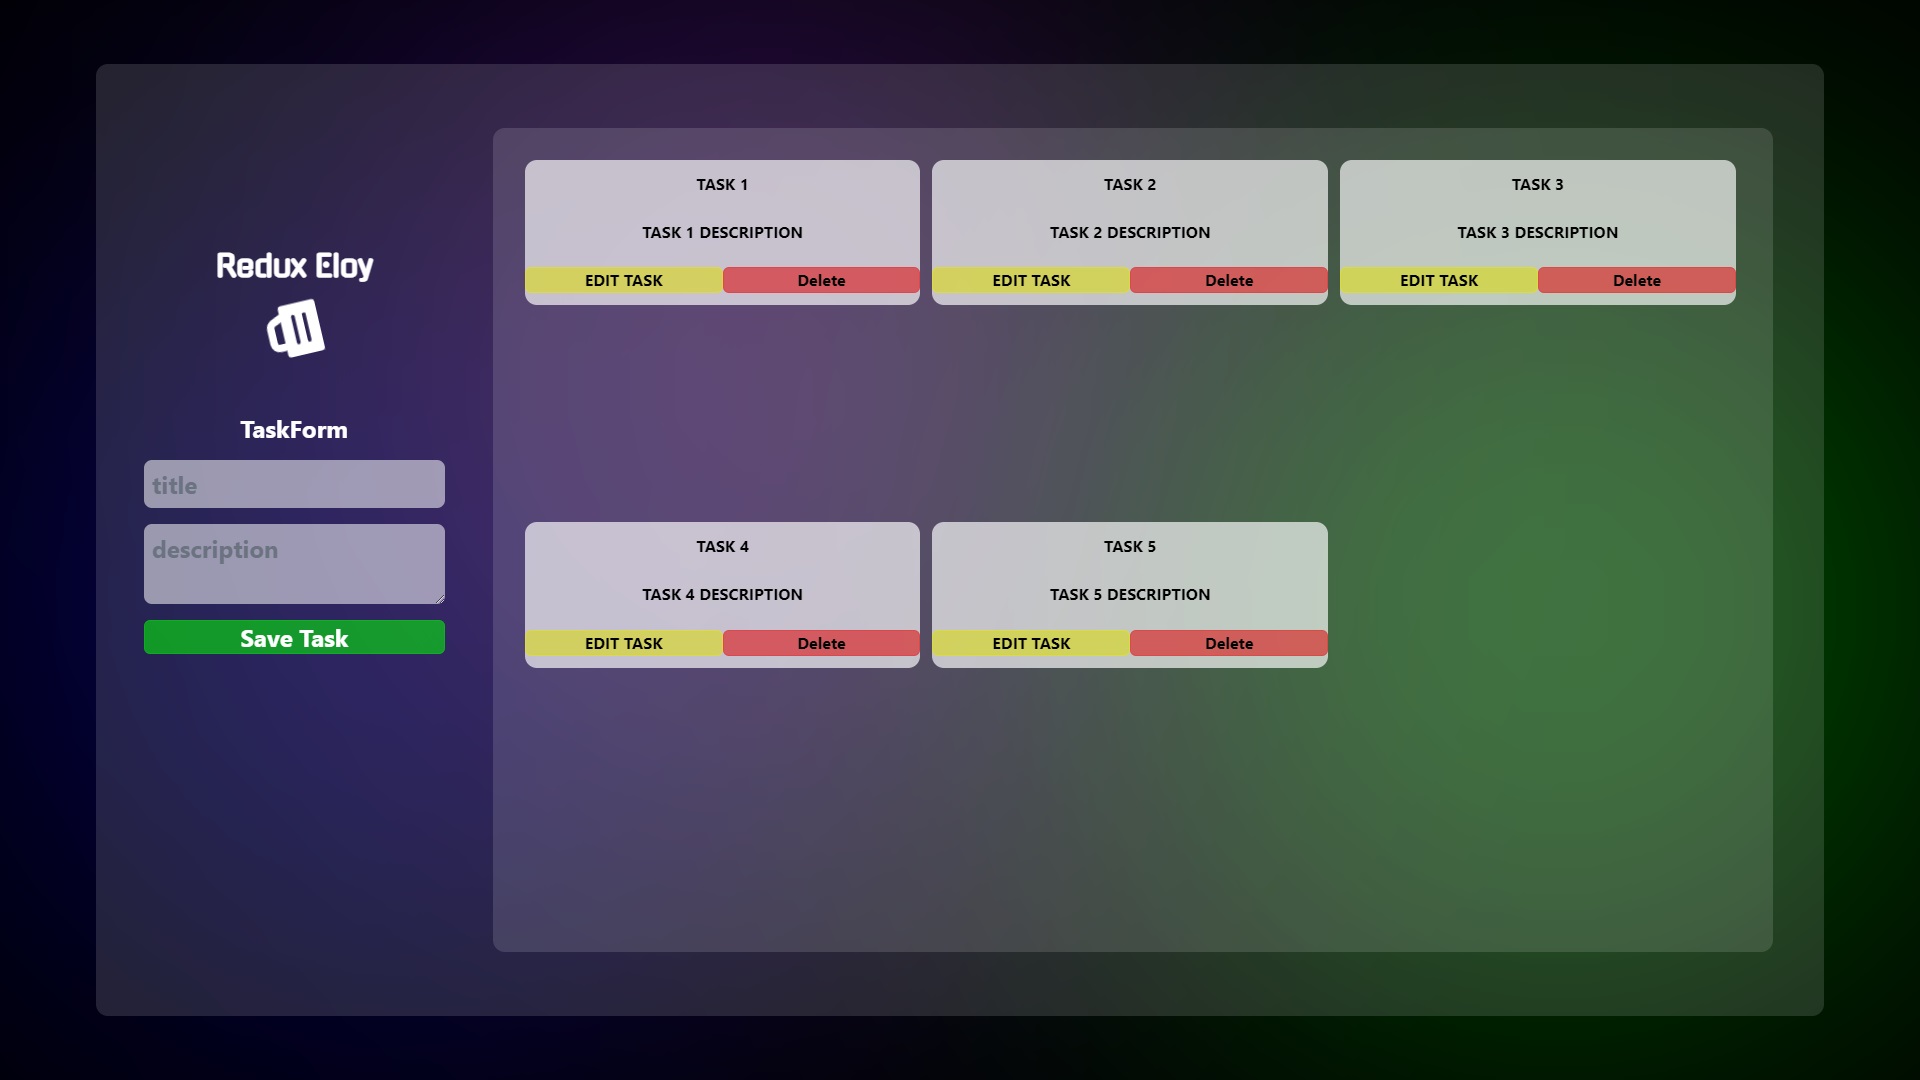 Redux Eloy
TaskForm
title
description
Save Task
TASK 1
TASK 1 DESCRIPTION
EDIT TASK
Delete
TASK 2
TASK 2 DESCRIPTION
EDIT TASK
Delete
TASK 3
TASK 3 DESCRIPTION
EDIT TASK
Delete
TASK 4
TASK 4 DESCRIPTION
EDIT TASK
Delete
TASK 5
TASK 5 DESCRIPTION
EDIT TASK
Delete